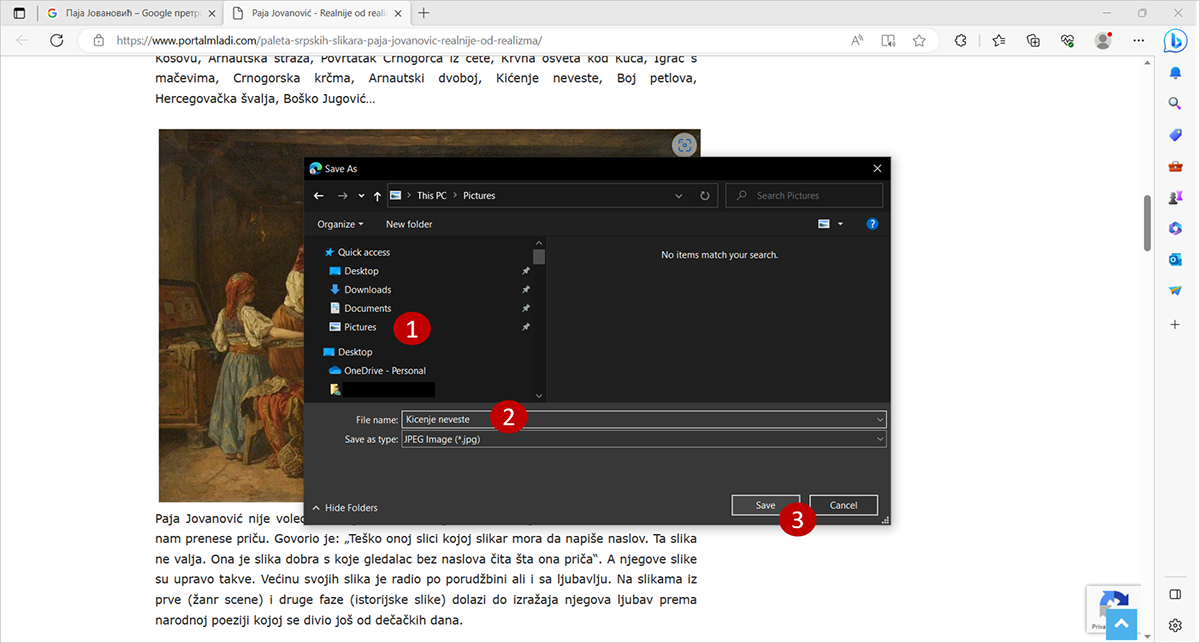 Паја Јовановић – Google претр
Paja Jovanović - Realnije od reali
https://www.portalmladi.com/paleta-srpskih-slikara-paja-jovanovic-realnije-od-realizma/
Kosovu, Arnautska straža, Povratak Crnogorca iz čete, Krvna osveta kod Kuča, Igrač s
mačevima, Crnogorska krčma, Arnautski dvoboj, Kićenje neveste, Boj petlova,
Hercegovačka švalja, Boško Jugović...
Save As
This PC > Pictures
Search Pictures
Organize
New folder
?
Quick access
Desktop
Downloads
Documents
Pictures
1
Desktop
OneDrive - Personal
No items match your search.
File name: Kicenje neveste
2
Save as type: JPEG Image (*.jpg)
Hide Folders
Save
Cancel
3
Paja Jovanović nije voleo
nam prenese priču. Govorio je: „Teško onoj slici kojoj slikar mora da napiše naslov. Ta slika
ne valja. Ona je slika dobra s koje gledalac bez naslova čita šta ona priča“. A njegove slike
su upravo takve. Većinu svojih slika je radio po porudžbini ali i sa ljubavlju. Na slikama iz
prve (žanr scene) i druge faze (istorijske slike) dolazi do izražaja njegova ljubav prema
narodnoj poeziji kojoj se divio još od dečačkih dana.